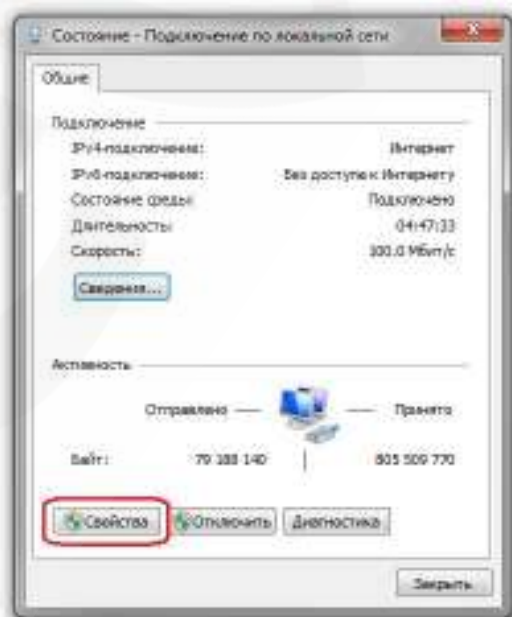 Состояние - Подключение по локальной сети
Общие
Подключение
IPv4-подключение: Интернет
IPv6-подключение: Без доступа к Интернету
Состояние среды: Подключено
Длительность: 04:47:33
Скорость: 100.0 Мбит/с
Сведения...
Активность
Отправлено — — Принято
Байт: 79 188 140 | 805 509 770
Свойства Отключить Диагностика
Закрыть